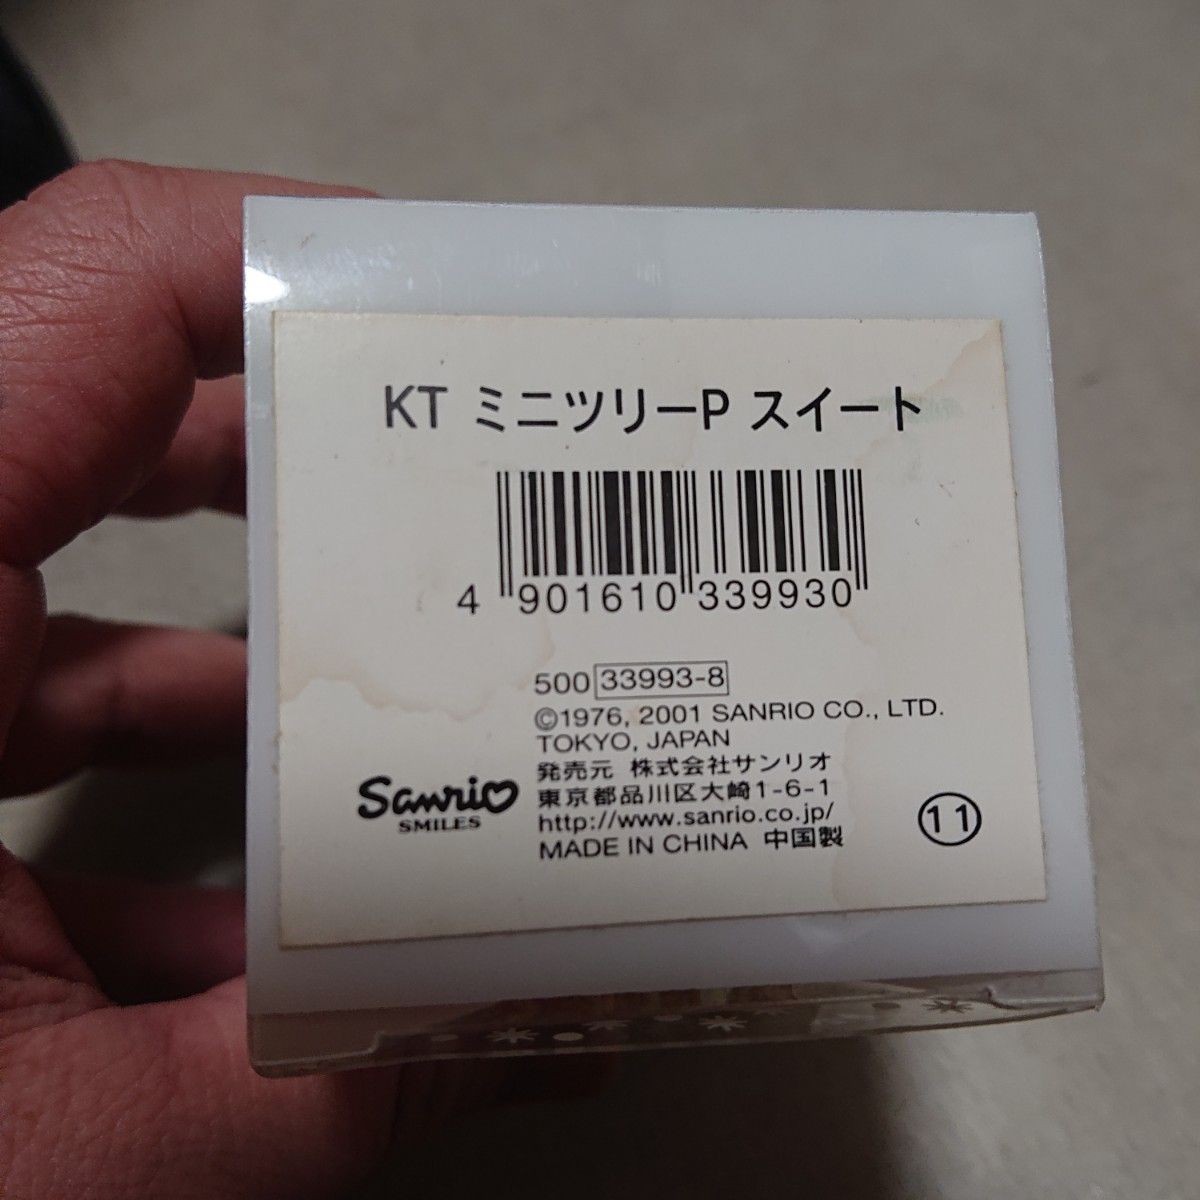 KT ミニツリーP スイート
4 901610 339930
500 33993-8
©1976, 2001 SANRIO CO., LTD.
TOKYO, JAPAN
発売元 株式会社サンリオ
東京都品川区大崎1-6-1
http://www.sanrio.co.jp/
MADE IN CHINA 中国製
Sanrio
SMILES
11